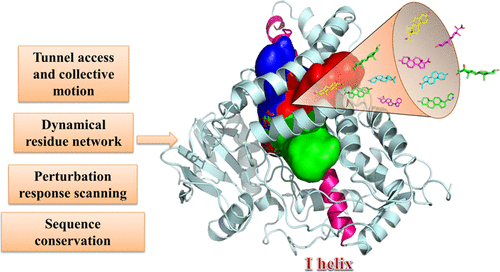 Tunnel access
and collective
motion
Dynamical
residue network
Perturbation
response scanning
Sequence
conservation
I helix